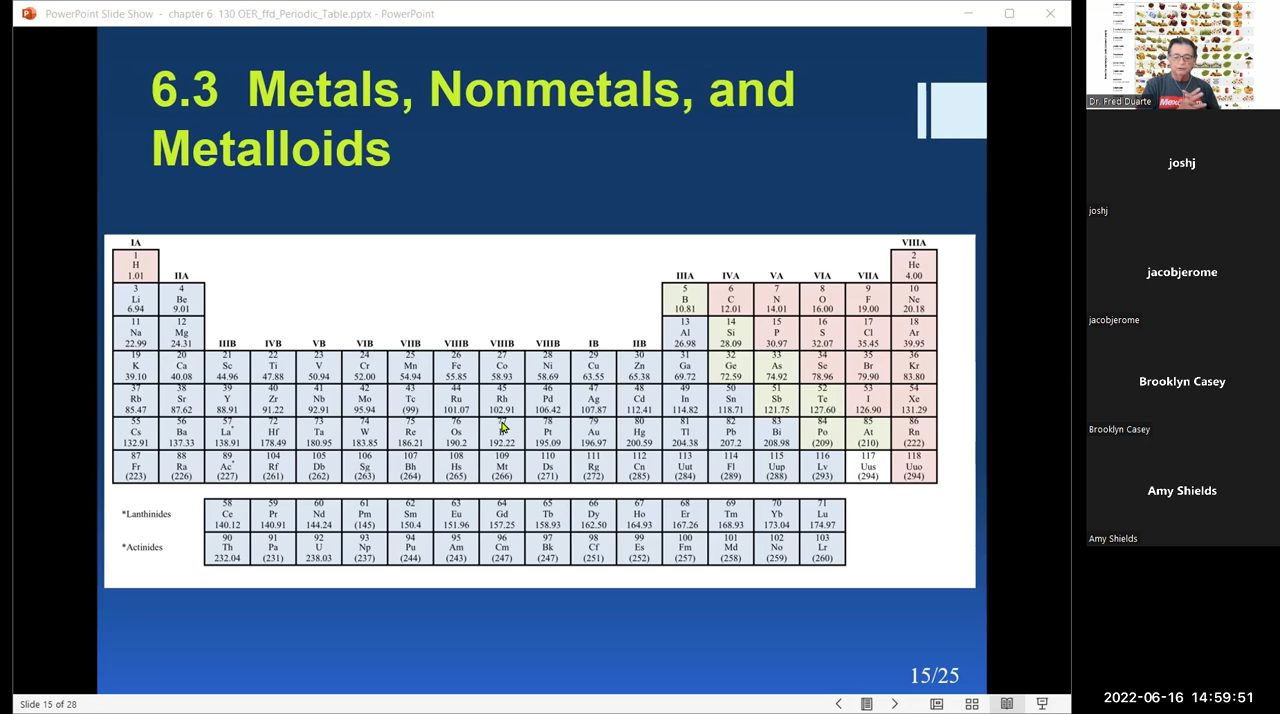 PowerPoint Slide Show - chapter 6 130 OER_ffd_Periodic_Table.pptx - PowerPoint
6.3 Metals, Nonmetals, and
Metalloids
IA
VIIIA
1
2
H
He
1.01
IIA
IIIA IVA VA VIA VIIA
4.00
3 4 5 6 7 8 9 10
Li Be B C N O F Ne
6.94 9.01 10.81 12.01 14.01 16.00 19.00 20.18
11 12 13 14 15 16 17 18
Na Mg Al Si P S Cl Ar
22.99 24.31 IIIB IVB VB VIB VIIB VIIIB VIIIB VIIIB IB IIB 26.98 28.09 30.97 32.07 35.45 39.95
19 20 21 22 23 24 25 26 27 28 29 30 31 32 33 34 35 36
K Ca Sc Ti V Cr Mn Fe Co Ni Cu Zn Ga Ge As Se Br Kr
39.10 40.08 44.96 47.88 50.94 52.00 54.94 55.85 58.93 58.69 63.55 65.38 69.72 72.59 74.92 78.96 79.90 83.80
37 38 39 40 41 42 43 44 45 46 47 48 49 50 51 52 53 54
Rb Sr Y Zr Nb Mo Tc Ru Rh Pd Ag Cd In Sn Sb Te I Xe
85.47 87.62 88.91 91.22 92.91 95.94 (99) 101.07 102.91 106.42 107.87 112.41 114.82 118.71 121.75 127.60 126.90 131.29
55 56 57 72 73 74 75 76 77 78 79 80 81 82 83 84 85 86
Cs Ba La* Hf Ta W Re Os Pt Au Hg Tl Pb Bi Po At Rn
132.91 137.33 138.91 178.49 180.95 183.85 186.21 190.2 192.22 195.09 196.97 200.59 204.38 207.2 208.98 (209) (210) (222)
87 88 89 104 105 106 107 108 109 110 111 112 113 114 115 116 117 118
Fr Ra Ac* Rf Db Sg Bh Hs Mt Ds Rg Cn Uut Fl Uup Lv Uus Uuo
(223) (226) (227) (261) (262) (263) (264) (265) (266) (271) (272) (285) (284) (289) (288) (293) (294) (294)
58 59 60 61 62 63 64 65 66 67 68 69 70 71
*Lanthinides Ce Pr Nd Pm Sm Eu Gd Tb Dy Ho Er Tm Yb Lu
140.12 140.91 144.24 (145) 150.4 151.96 157.25 158.93 162.50 164.93 167.26 168.93 173.04 174.97
90 91 92 93 94 95 96 97 98 99 100 101 102 103
*Actinides Th Pa U Np Pu Am Cm Bk Cf Es Fm Md No Lr
232.04 (231) 238.03 (237) (244) (243) (247) (247) (251) (252) (257) (258) (259) (260)
15/25
Slide 15 of 28
Dr. Fred Duarte
joshj
joshj
jacobjerome
jacobjerome
Brooklyn Casey
Brooklyn Casey
Amy Shields
Amy Shields
2022-06-16 14:59:51